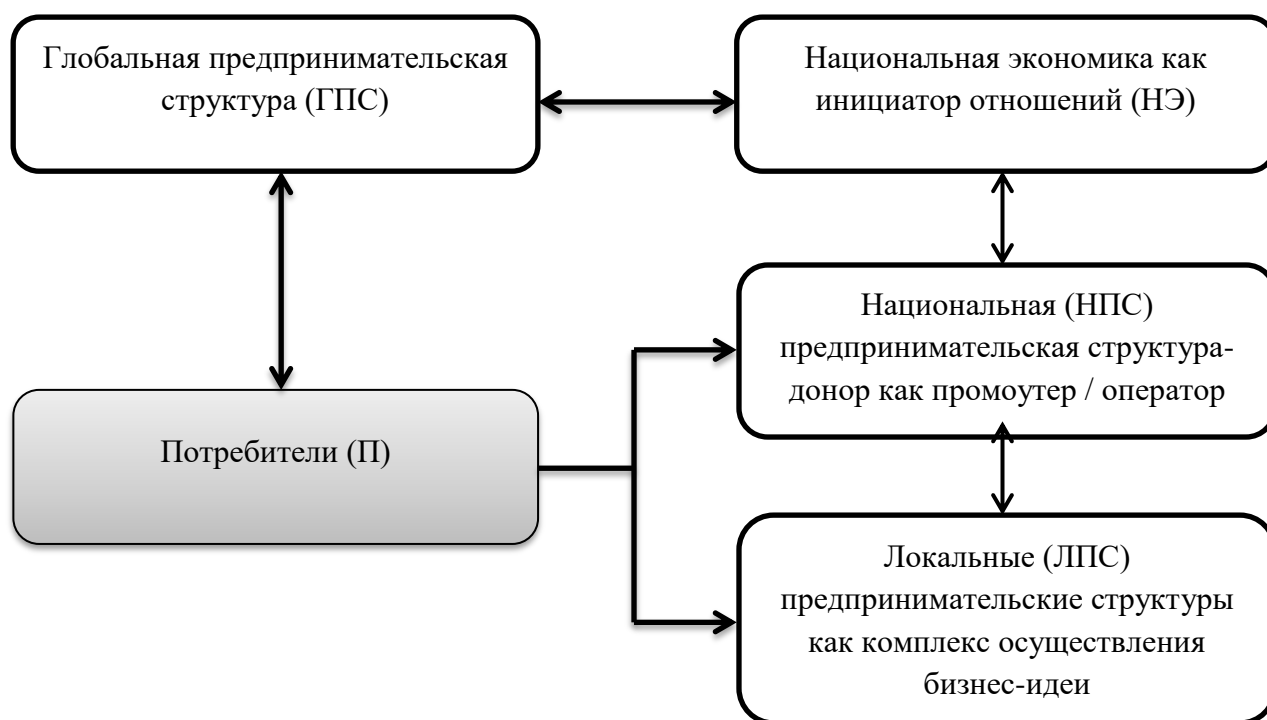 Глобальная предпринимательская
структура (ГПС)
Национальная экономика как
инициатор отношений (НЭ)
Национальная (НПС)
предпринимательская структура-
донор как промоутер / оператор
Потребители (П)
Локальные (ЛПС)
предпринимательские структуры
как комплекс осуществления
бизнес-идеи